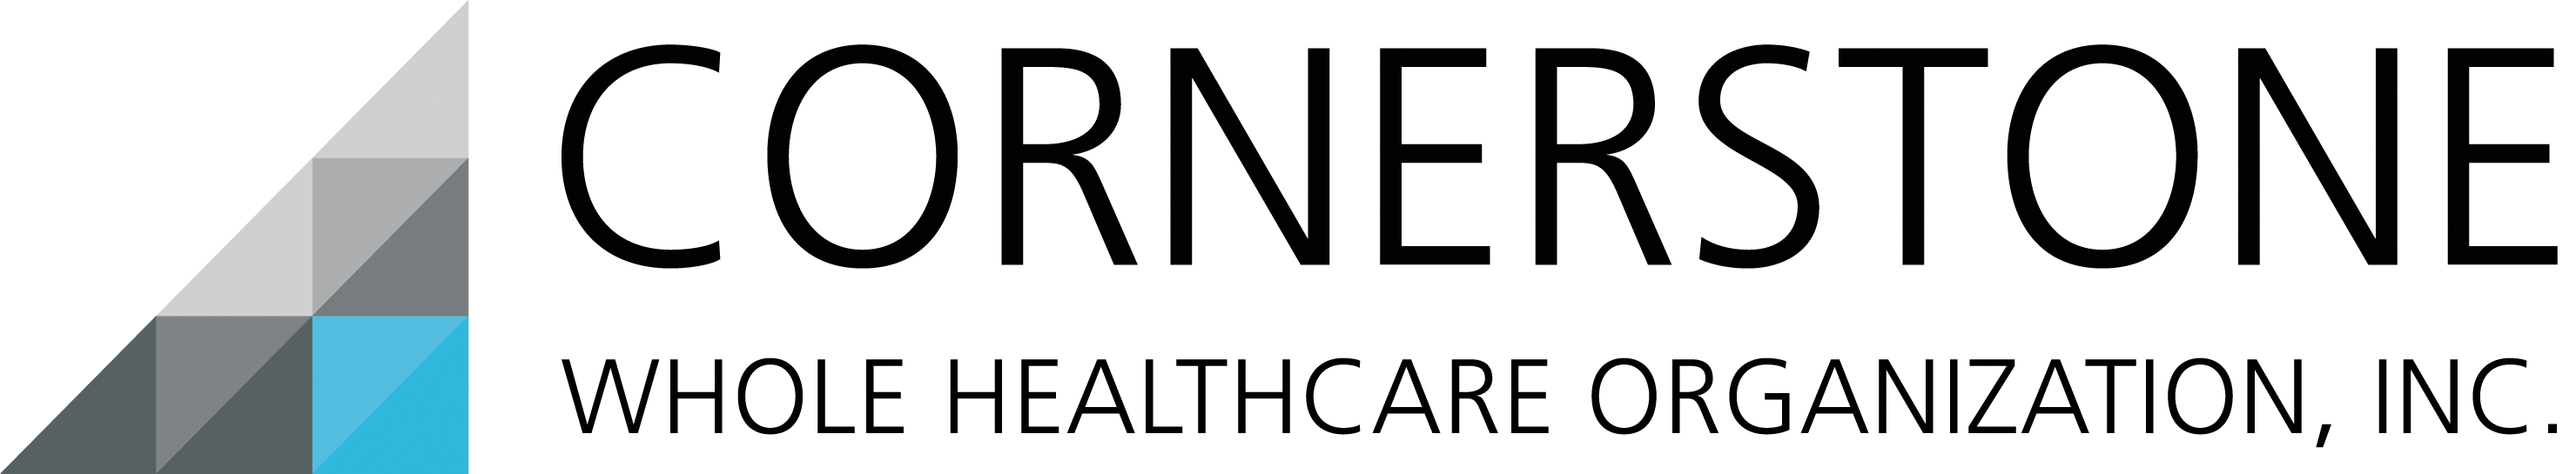 CORNERSTONE
WHOLE HEALTHCARE ORGANIZATION, INC.